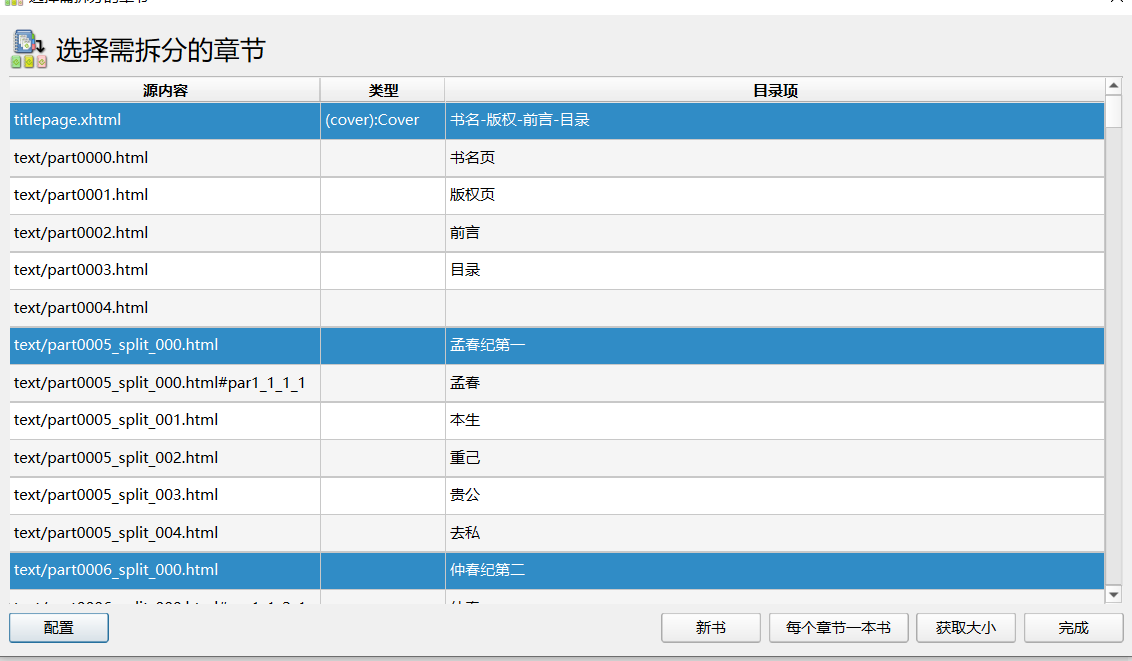 选择需拆分的章节
源内容 类型 目录项
titlepage.xhtml (cover):Cover 书名-版权-前言-目录
text/part0000.html 书名页
text/part0001.html 版权页
text/part0002.html 前言
text/part0003.html 目录
text/part0004.html
text/part0005_split_000.html 孟春纪第一
text/part0005_split_000.html#par1_1_1_1 孟春
text/part0005_split_001.html 本生
text/part0005_split_002.html 重己
text/part0005_split_003.html 贵公
text/part0005_split_004.html 去私
text/part0006_split_000.html 仲春纪第二
配置 新书 每个章节一本书 获取大小 完成